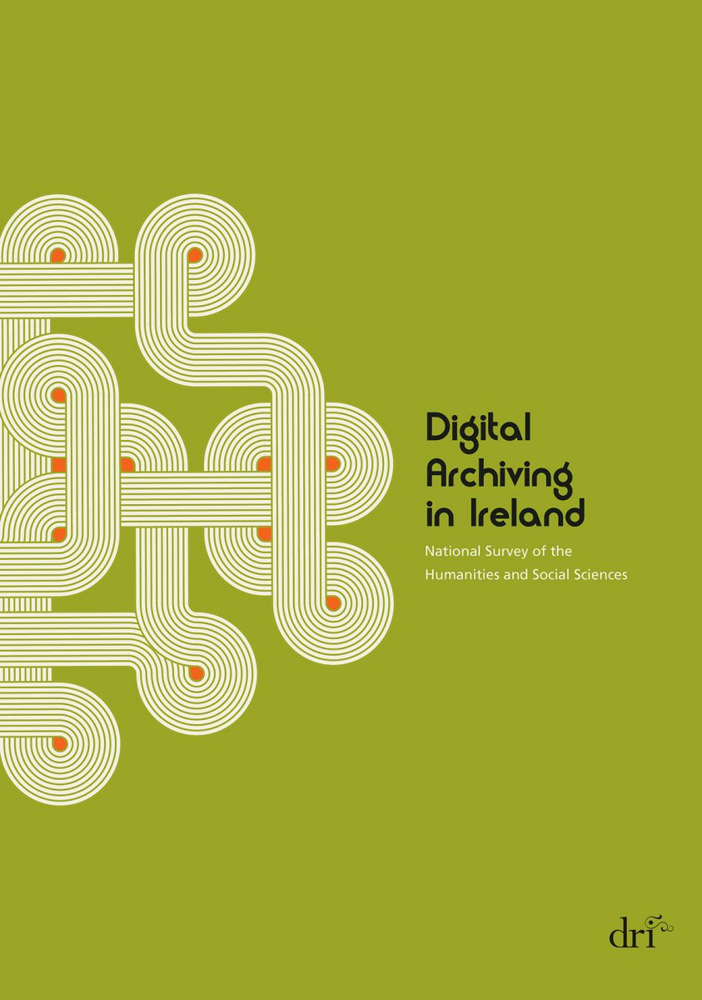 Digital
Archiving
in Ireland
National Survey of the
Humanities and Social Sciences
dri